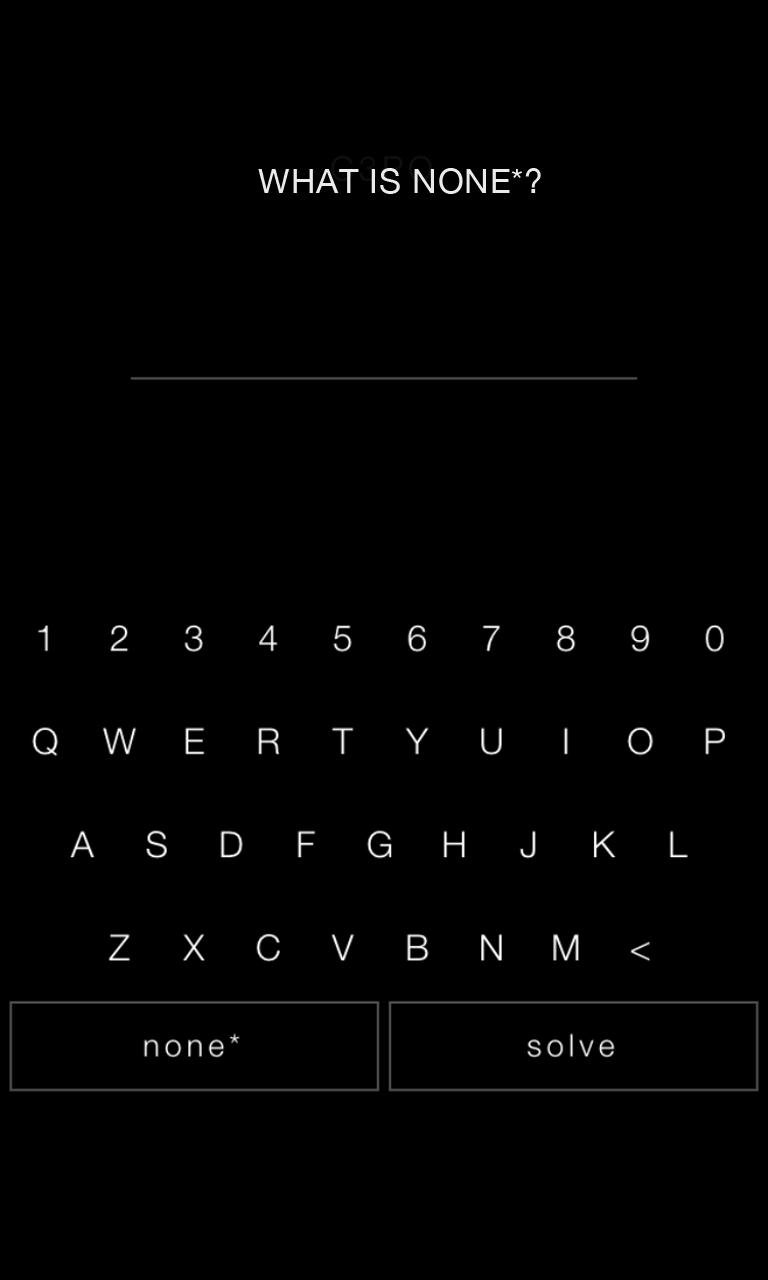 WHAT IS NONE*?
1 2 3 4 5 6 7 8 9 0
Q W E R T Y U I O P
A S D F G H J K L
Z X C V B N M <
none* solve